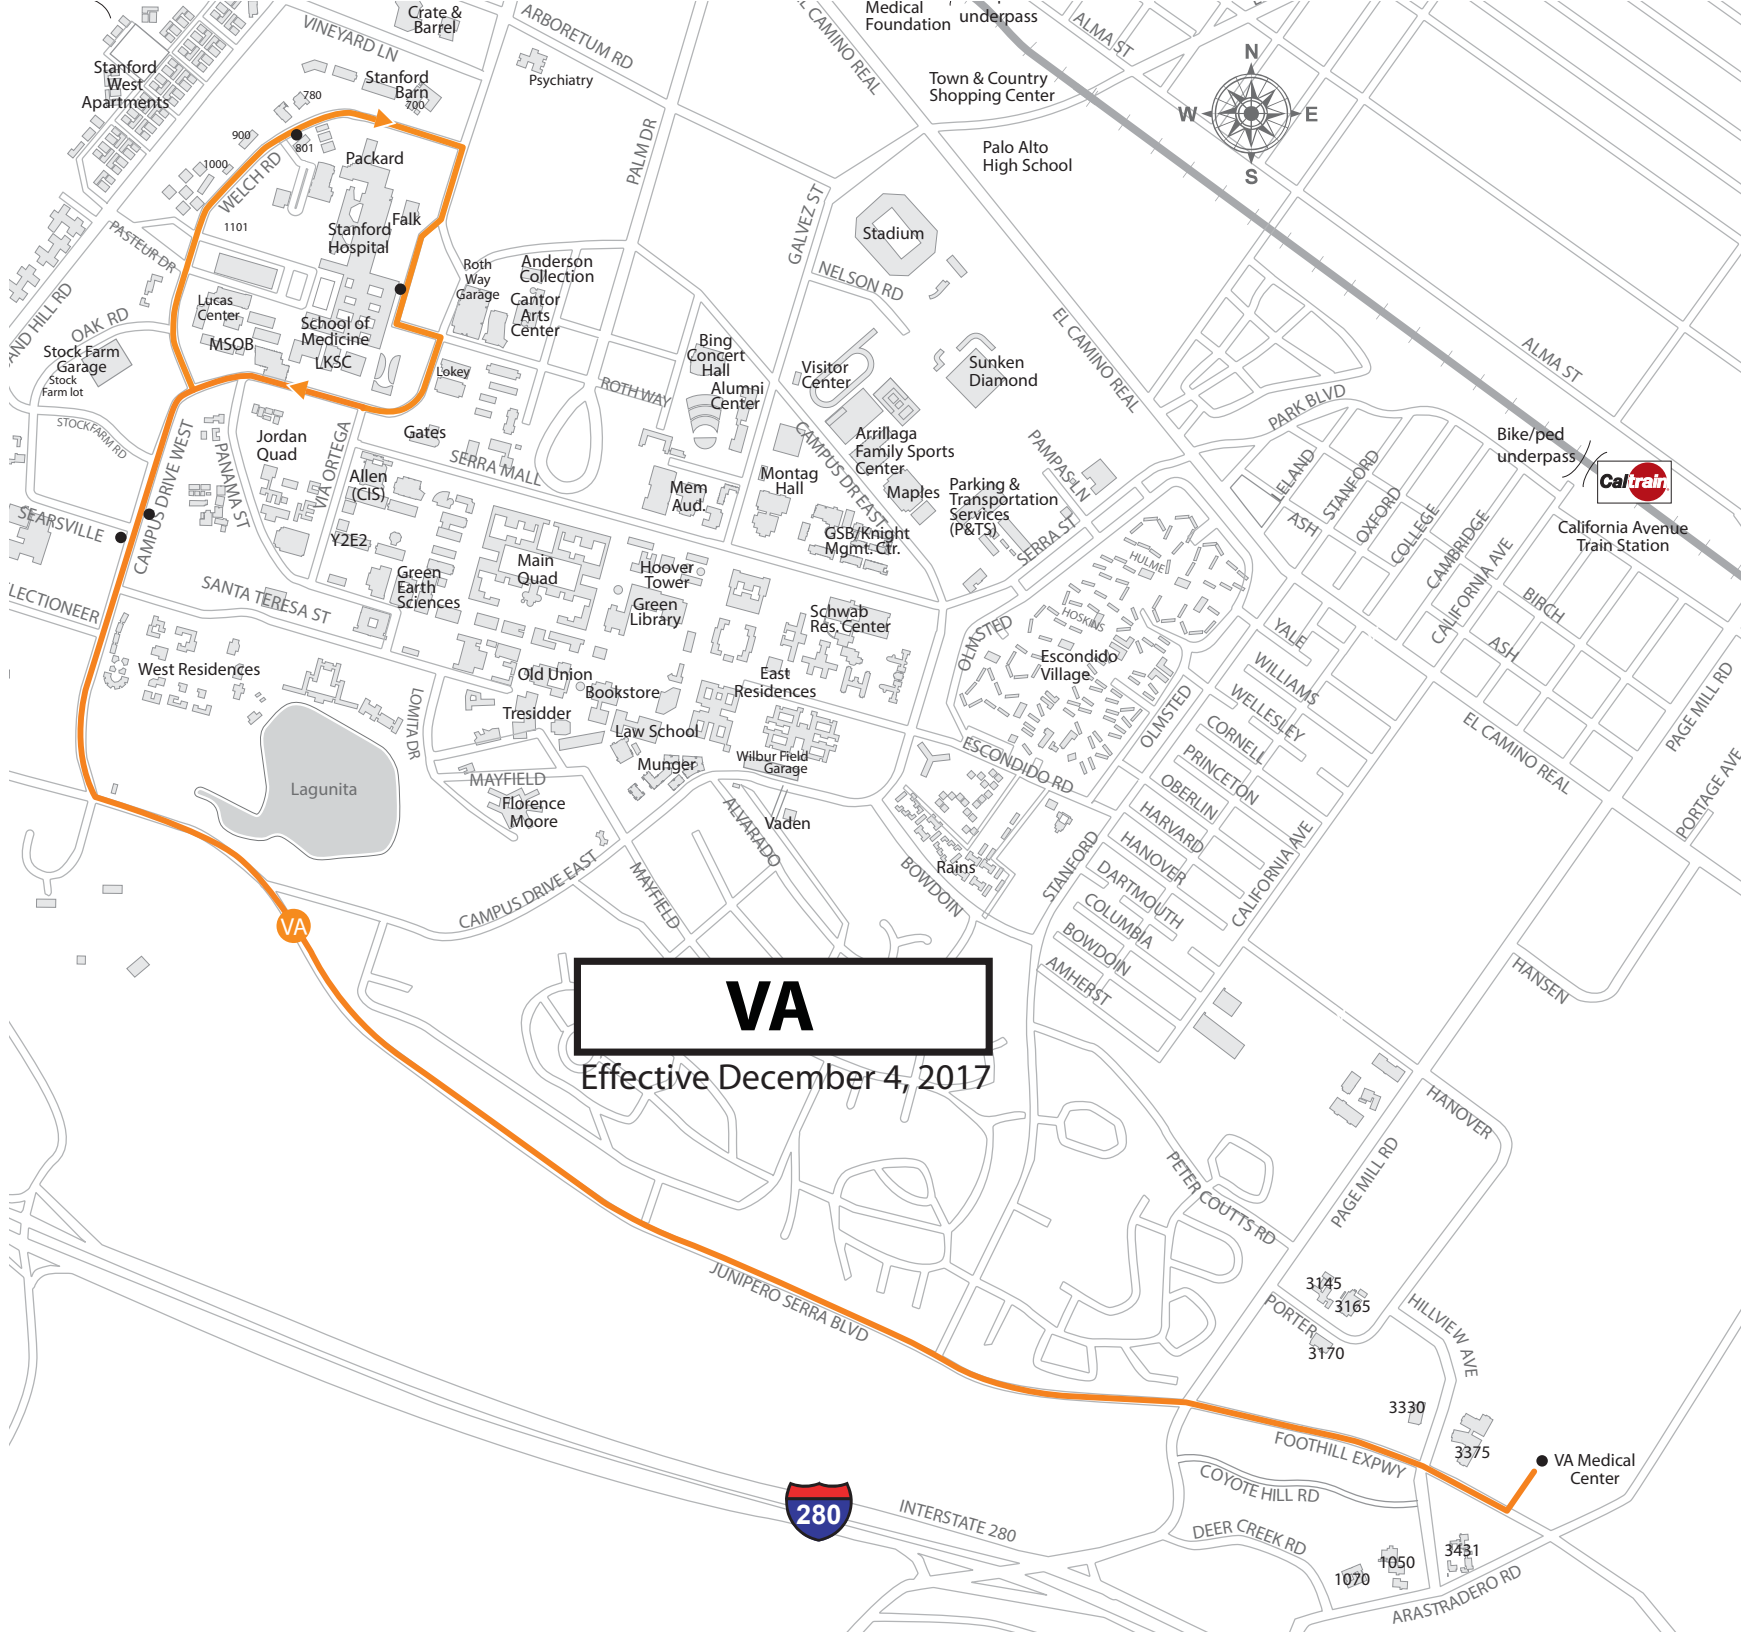 Crate &
Barrel
ARBORETUM RD
EL CAMINO REAL
Medical
Foundation
underpass
ALMA ST
VINEYARD LN
Stanford
West
Apartments
Stanford
Barn
700
780
Psychiatry
Town & Country
Shopping Center
N
W
E
S
900
801
1000
WELCH RD
Packard
PALM DR
Palo Alto
High School
1101
Falk
Stanford
Hospital
PASTEUR DR
GALVEZ ST
Stadium
NELSON RD
Roth
Way
Garage
Anderson
Collection
Cantor
Arts
Center
AND HILL RD
OAK RD
Lucas
Center
MSOB
School of
Medicine
LKSC
Stock Farm
Garage
Stock
Farm lot
Lokey
ROTH WAY
Bing
Concert
Hall
Alumni
Center
Visitor
Center
Sunken
Diamond
EL CAMINO REAL
ALMA ST
PARK BLVD
STOCK FARM RD
CAMPUS DRIVE WEST
PANAMA ST
Jordan
Quad
VIA ORTEGA
Gates
SERRA MALL
Allen
(CIS)
CAMPUS DR EAST
Arrillaga
Family Sports
Center
PAMPAS LN
Montag
Hall
Maples
Parking &
Transportation
Services
(P&TS)
SERRA ST
Mem
Aud.
GSB/Knight
Mgmt. Ctr.
LELAND
ASH
STANFORD
OXFORD
COLLEGE
CAMBRIDGE
CALIFORNIA AVE
Bike/ped
underpass
Caltrain
California Avenue
Train Station
SEARSVILLE
LECTIONEER
Y2E2
SANTA TERESA ST
Green
Earth
Sciences
Main
Quad
Hoover
Tower
Green
Library
Schwab
Res. Center
HULME
HOSKINS
OLMSTED
Escondido
Village
YALE
BIRCH
ASH
WILLIAMS
WELLESLEY
CORNELL
PRINCETON
OBERLIN
HARVARD
HANOVER
DARTMOUTH
COLUMBIA
BOWDOIN
AMHERST
OLMSTED
PAGE MILL RD
EL CAMINO REAL
PORTAGE AVE
West Residences
Old Union
Bookstore
East
Residences
Tresidder
Law School
LOMITA DR
Munger
Wilbur Field
Garage
ESCONDIDO RD
MAYFIELD
Florence
Moore
Lagunita
ALVARADO
Vaden
Rains
STANFORD
CALIFORNIA AVE
BOWDOIN
CAMPUS DRIVE EAST
MAYFIELD
VA
HANSEN
VA
Effective December 4, 2017
HANOVER
PETER COUTTS RD
PAGE MILL RD
3145
3165
PORTER
3170
HILLVIEW AVE
JUNIPERO SERRA BLVD
3330
3375
FOOTHILL EXPWY
VA Medical
Center
COYOTE HILL RD
280
INTERSTATE 280
DEER CREEK RD
1050
3431
1070
ARASTRADERO RD